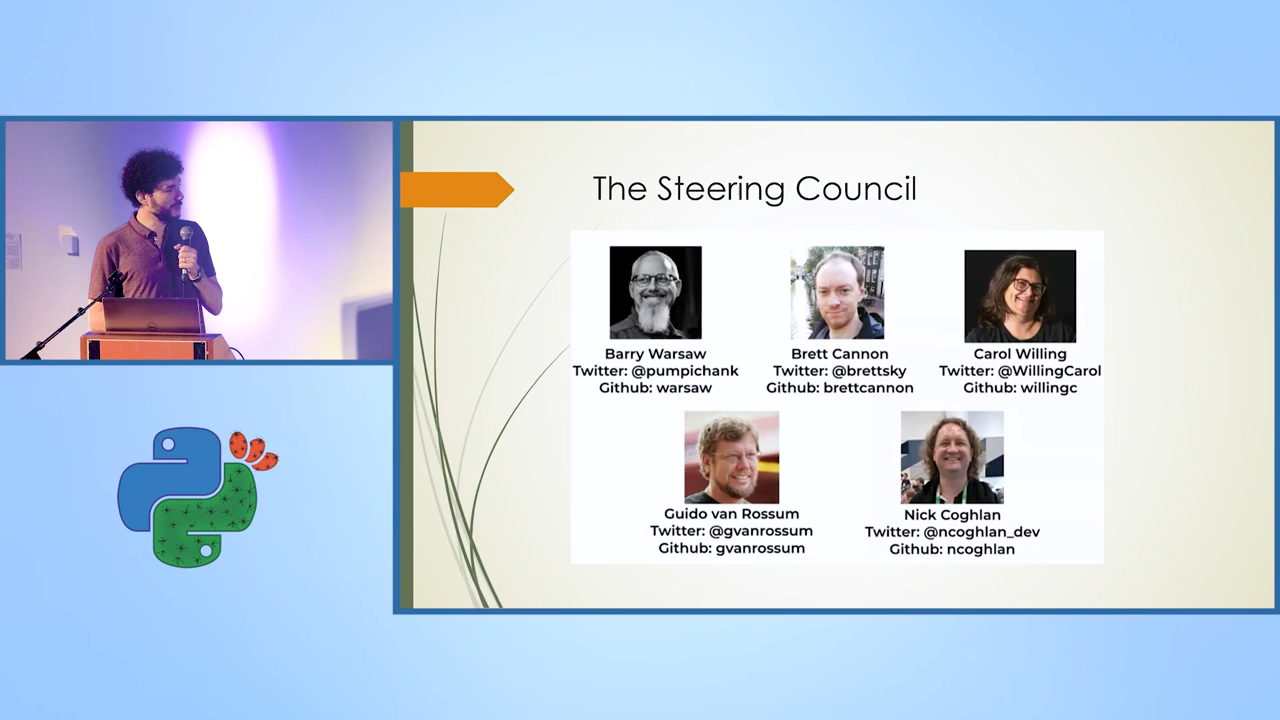 The Steering Council
Barry Warsaw
Twitter: @pumpichank
Github: warsaw
Brett Cannon
Twitter: @brettsky
Github: brettcannon
Carol Willing
Twitter: @WillingCarol
Github: willingc
Guido van Rossum
Twitter: @gvanrossum
Github: gvanrossum
Nick Coghlan
Twitter: @ncoghlan_dev
Github: ncoghlan